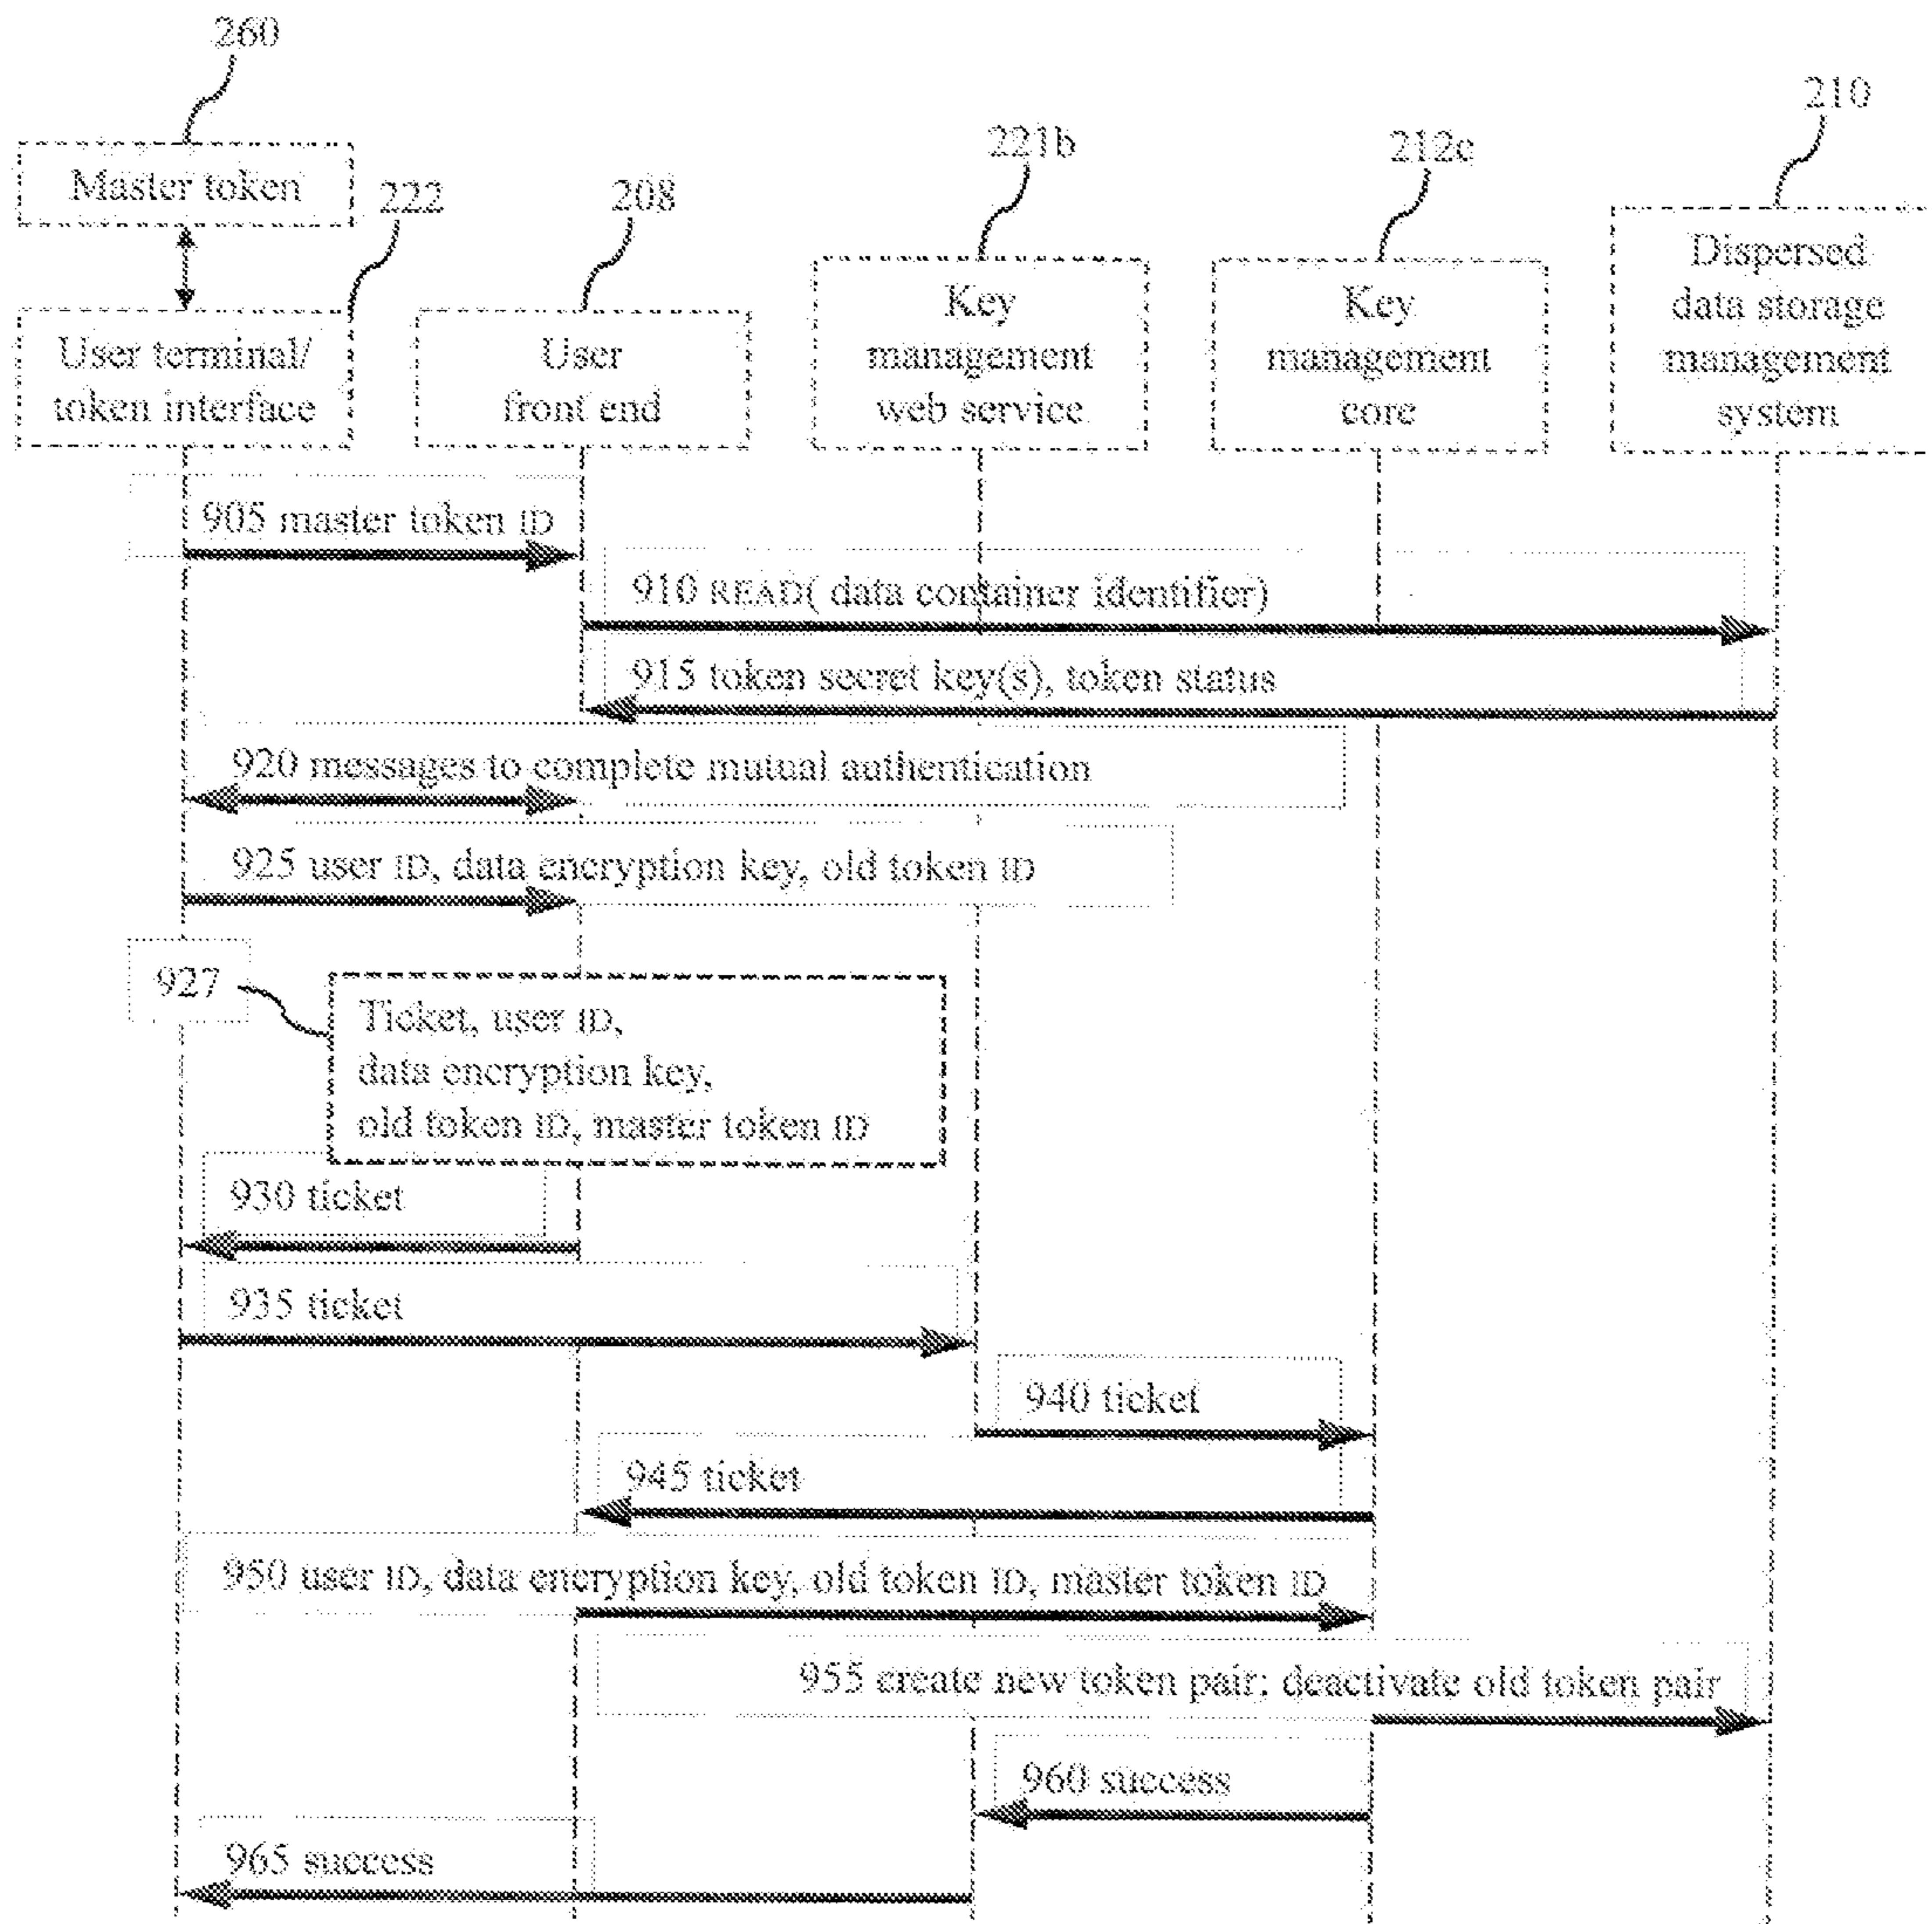 260
210
221b
212c
Master token
222
208
Dispersed
data storage
management
system
Key
management
web service
Key
management
core
User terminal/
token interface
User
front end
905 master token ID
910 READ( data container identifier)
915 token secret key(s), token status
920 messages to complete mutual authentication
925 user ID, data encryption key, old token ID
927
Ticket, user ID,
data encryption key,
old token ID, master token ID
930 ticket
935 ticket
940 ticket
945 ticket
950 user ID, data encryption key, old token ID, master token ID
955 create new token pair; deactivate old token pair
960 success
965 success